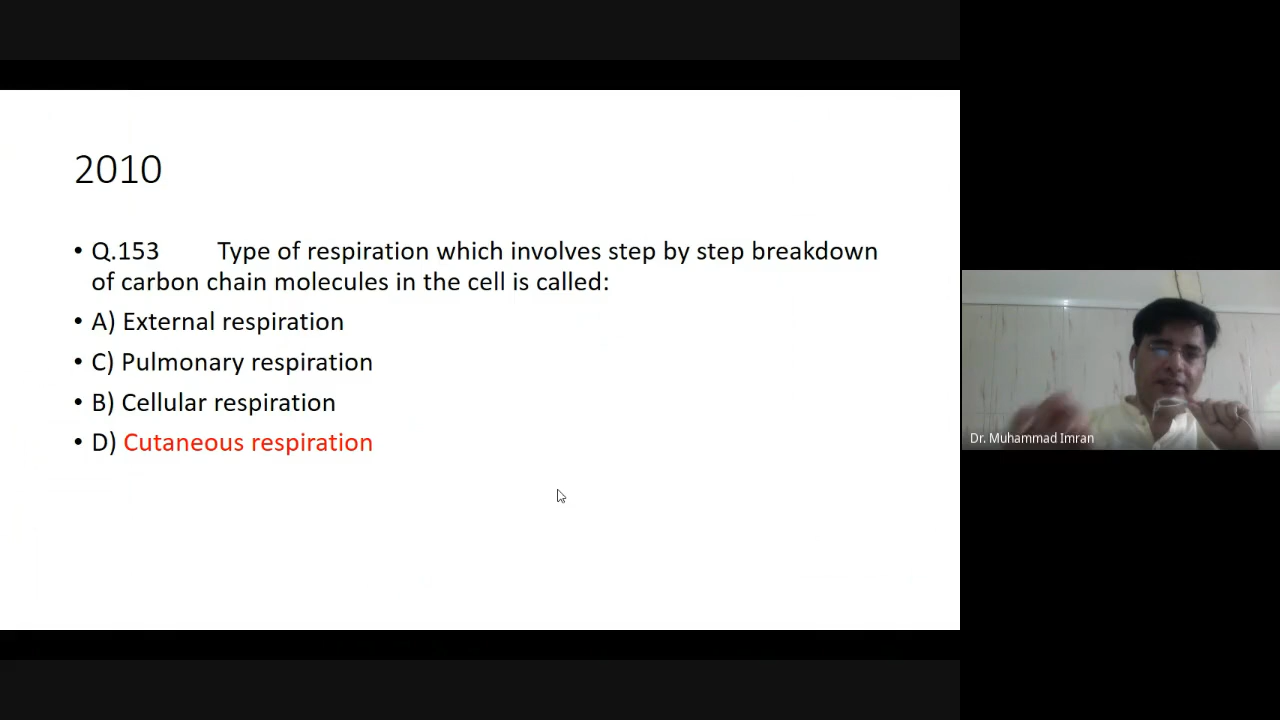 2010
• Q.153 Type of respiration which involves step by step breakdown
of carbon chain molecules in the cell is called:
• A) External respiration
• C) Pulmonary respiration
• B) Cellular respiration
• D) Cutaneous respiration
Dr. Muhammad Imran